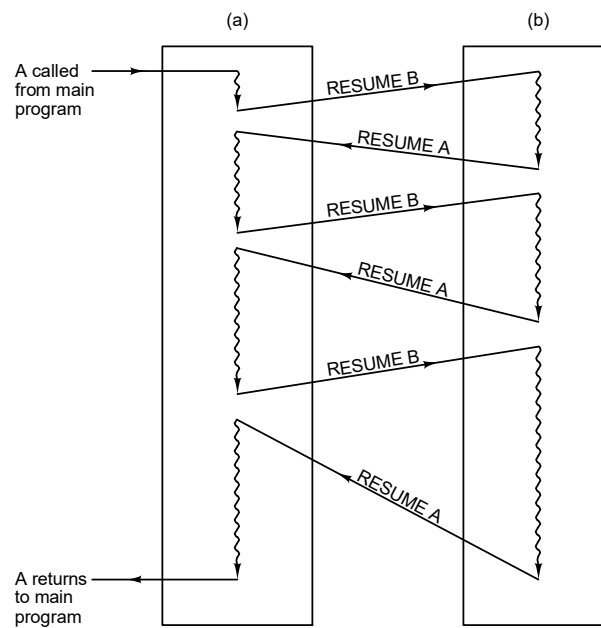 (a)
(b)
A called
from main
program
RESUME B
RESUME A
RESUME B
RESUME A
RESUME B
RESUME A
A returns
to main
program